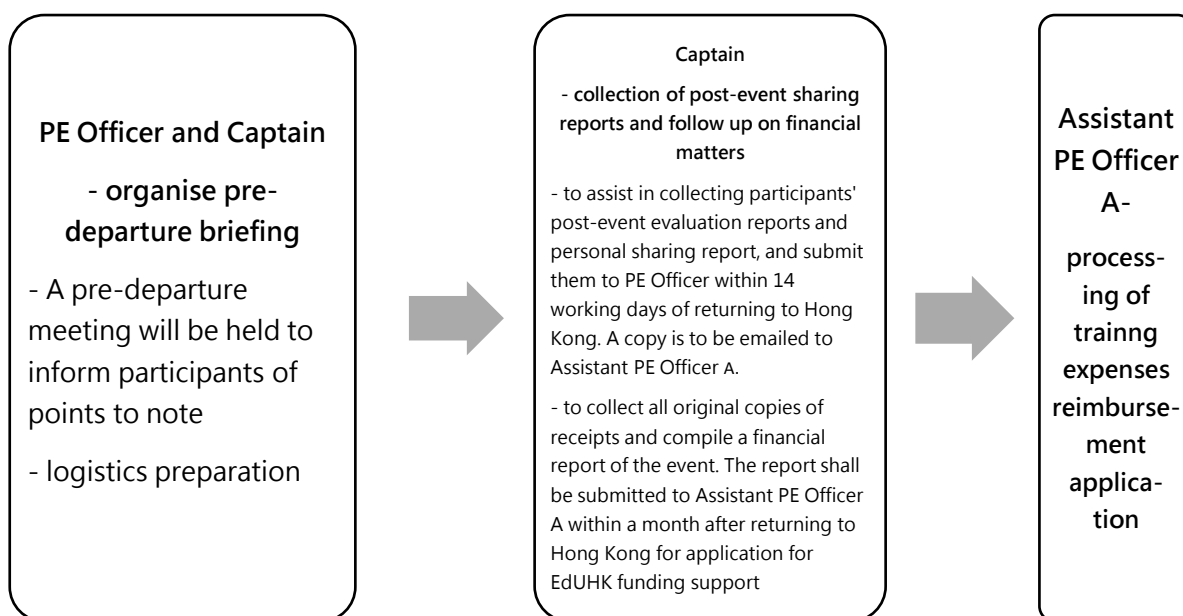 PE Officer and Captain
- organise pre-
departure briefing
- A pre-departure
meeting will be held to
inform participants of
points to note
- logistics preparation
Captain
- collection of post-event sharing
reports and follow up on financial
matters
- to assist in collecting participants'
post-event evaluation reports and
personal sharing report, and submit
them to PE Officer within 14
working days of returning to Hong
Kong. A copy is to be emailed to
Assistant PE Officer A.
- to collect all original copies of
receipts and compile a financial
report of the event. The report shall
be submitted to Assistant PE Officer
A within a month after returning to
Hong Kong for application for
EdUHK funding support
Assistant
PE Officer
A-
process-
ing of
trainng
expenses
reimburse-
ment
applica-
tion